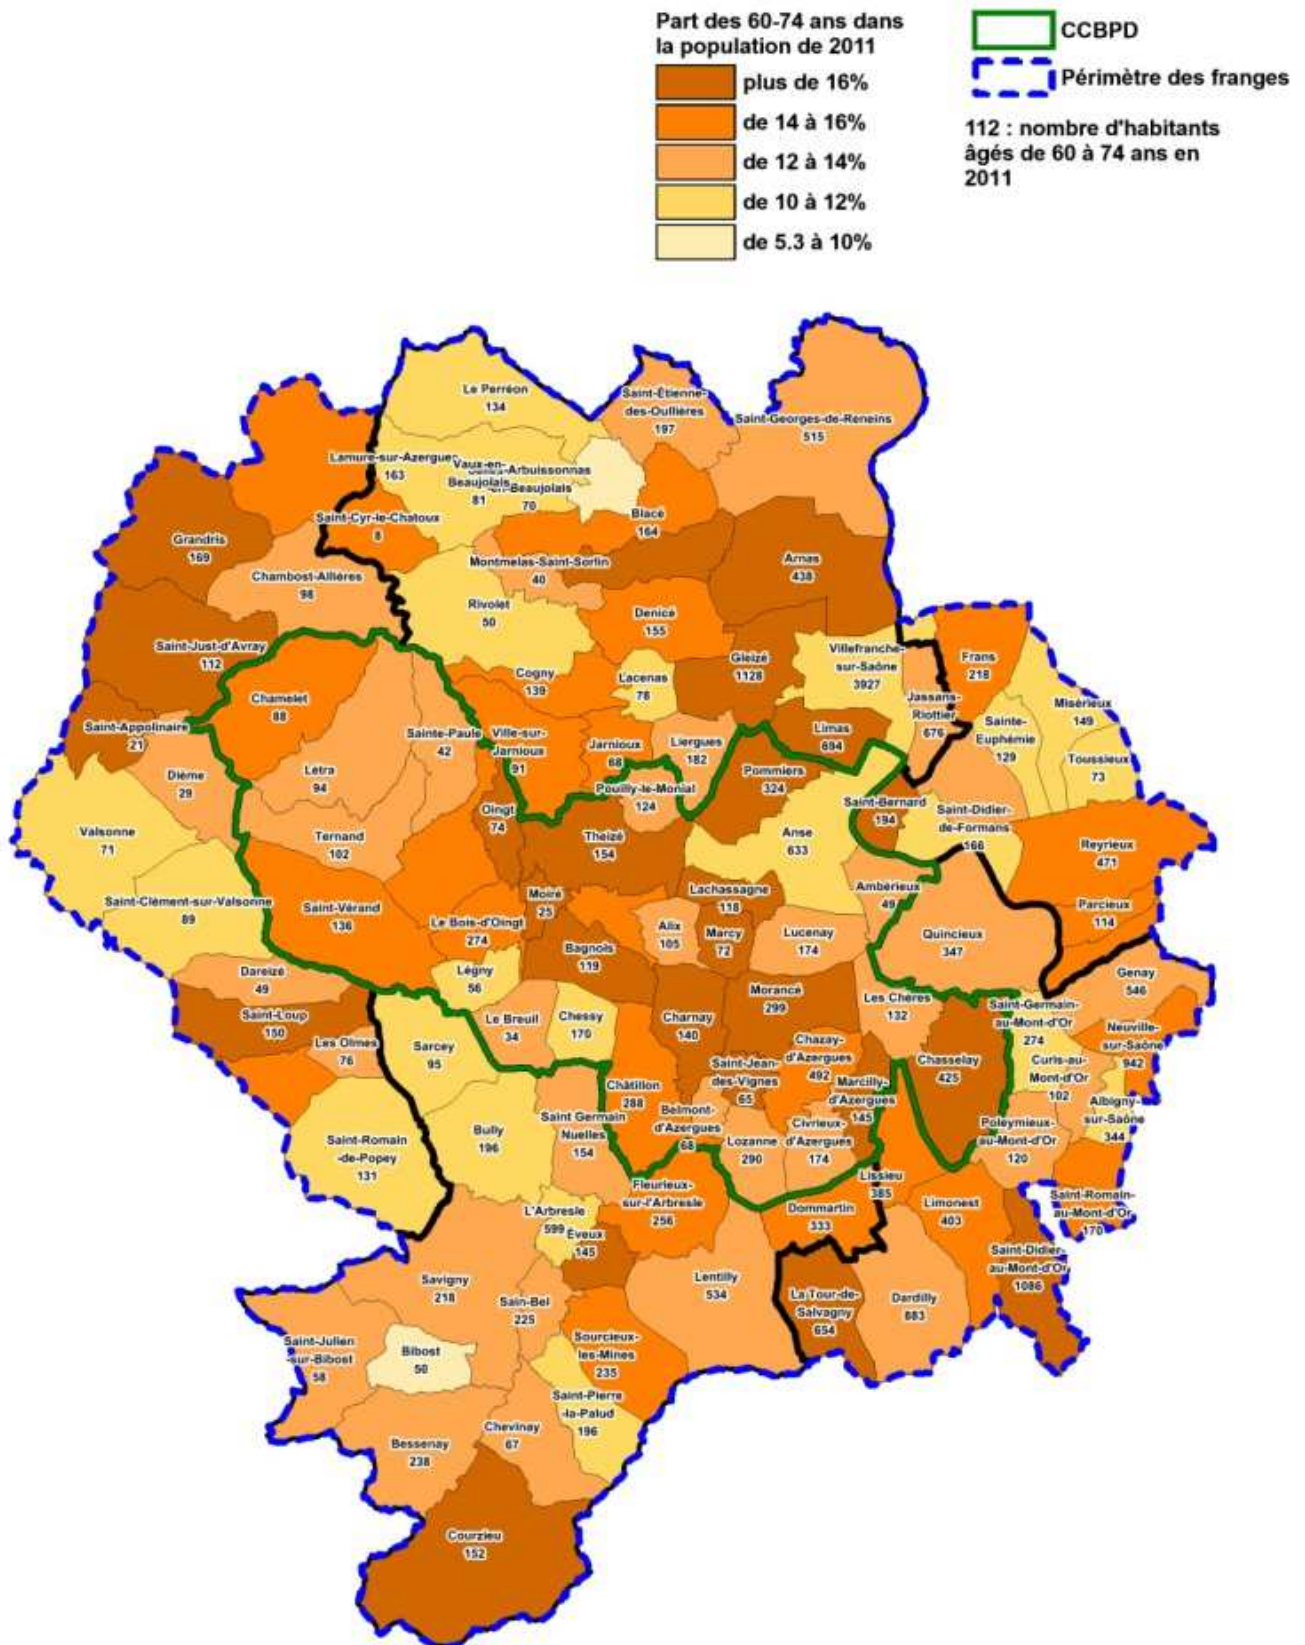 Part des 60-74 ans dans
la population de 2011
plus de 16%
de 14 à 16%
de 12 à 14%
de 10 à 12%
de 5.3 à 10%
CCBPD
Périmètre des franges
112 : nombre d'habitants
âgés de 60 à 74 ans en
2011
Le Perréon
134
Saint-Étienne-
des-Oullières
197
Saint-Georges-de-Reneins
515
Lamure-sur-Azergues
163
Vaux-en-
Beaujolais
81
Arbuissonnas
en-Beaujolais
70
Blacé
164
Saint-Cyr-le-Chatoux
8
Grandris
169
Chambost-Allières
98
Montmelas-Saint-Sorlin
40
Arnas
438
Rivolet
50
Denicé
155
Saint-Just-d'Avray
112
Gleizé
1128
Villefranche-
sur-Saône
3927
Frans
218
Cogny
139
Lacenas
78
Jassans-
Riottier
676
Misérieux
149
Chamelet
88
Saint-Appolinaire
21
Sainte-Paule
42
Ville-sur-
Jarnioux
91
Jarnioux
68
Liergues
182
Limas
694
Sainte-
Euphémie
129
Toussieux
73
Dième
29
Létra
94
Pouilly-le-Monial
124
Pommiers
324
Oingt
74
Saint-Bernard
194
Saint-Didier-
de-Formans
166
Valsonne
71
Ternand
102
Theizé
154
Anse
633
Reyrieux
471
Saint-Clément-sur-Valsonne
89
Saint-Vérand
136
Le Bois-d'Oingt
274
Moiré
25
Lachassagne
118
Ambérieux
49
Parcieux
114
Alix
105
Marcy
72
Lucenay
174
Quincieux
347
Bagnols
119
Dareizé
49
Légny
56
Genay
546
Saint-Loup
150
Morancé
299
Les Chères
132
Saint-Germain-
au-Mont-d'Or
274
Le Breuil
34
Chessy
170
Charnay
140
Neuville-
sur-Saône
942
Les Olmes
76
Sarcey
95
Chazay-
d'Azergues
492
Chasselay
425
Curis-au-
Mont-d'Or
102
Châtillon
288
Saint-Jean-
des-Vignes
65
Marcilly-
d'Azergues
145
Albigny-
sur-Saône
344
Saint-Romain
-de-Popey
131
Bully
196
Saint Germain
Nuelles
154
Belmont-
d'Azergues
68
Lozanne
290
Civrieux-
d'Azergues
174
Poleymieux-
au-Mont-d'Or
120
L'Arbresle
599
Fleurieux-
sur-l'Arbresle
256
Lissieu
385
Dommartin
333
Limonest
403
Saint-Romain-
au-Mont-d'Or
170
Éveux
145
Saint-Didier-
au-Mont-d'Or
1086
Savigny
218
Sain-Bel
225
Lentilly
534
La Tour-de-
Salvagny
654
Dardilly
883
Saint-Julien
-sur-Bibost
58
Bibost
50
Sourcieux-
les-Mines
235
Saint-Pierre
-la-Palud
196
Bessenay
238
Chevinay
67
Courzieu
152